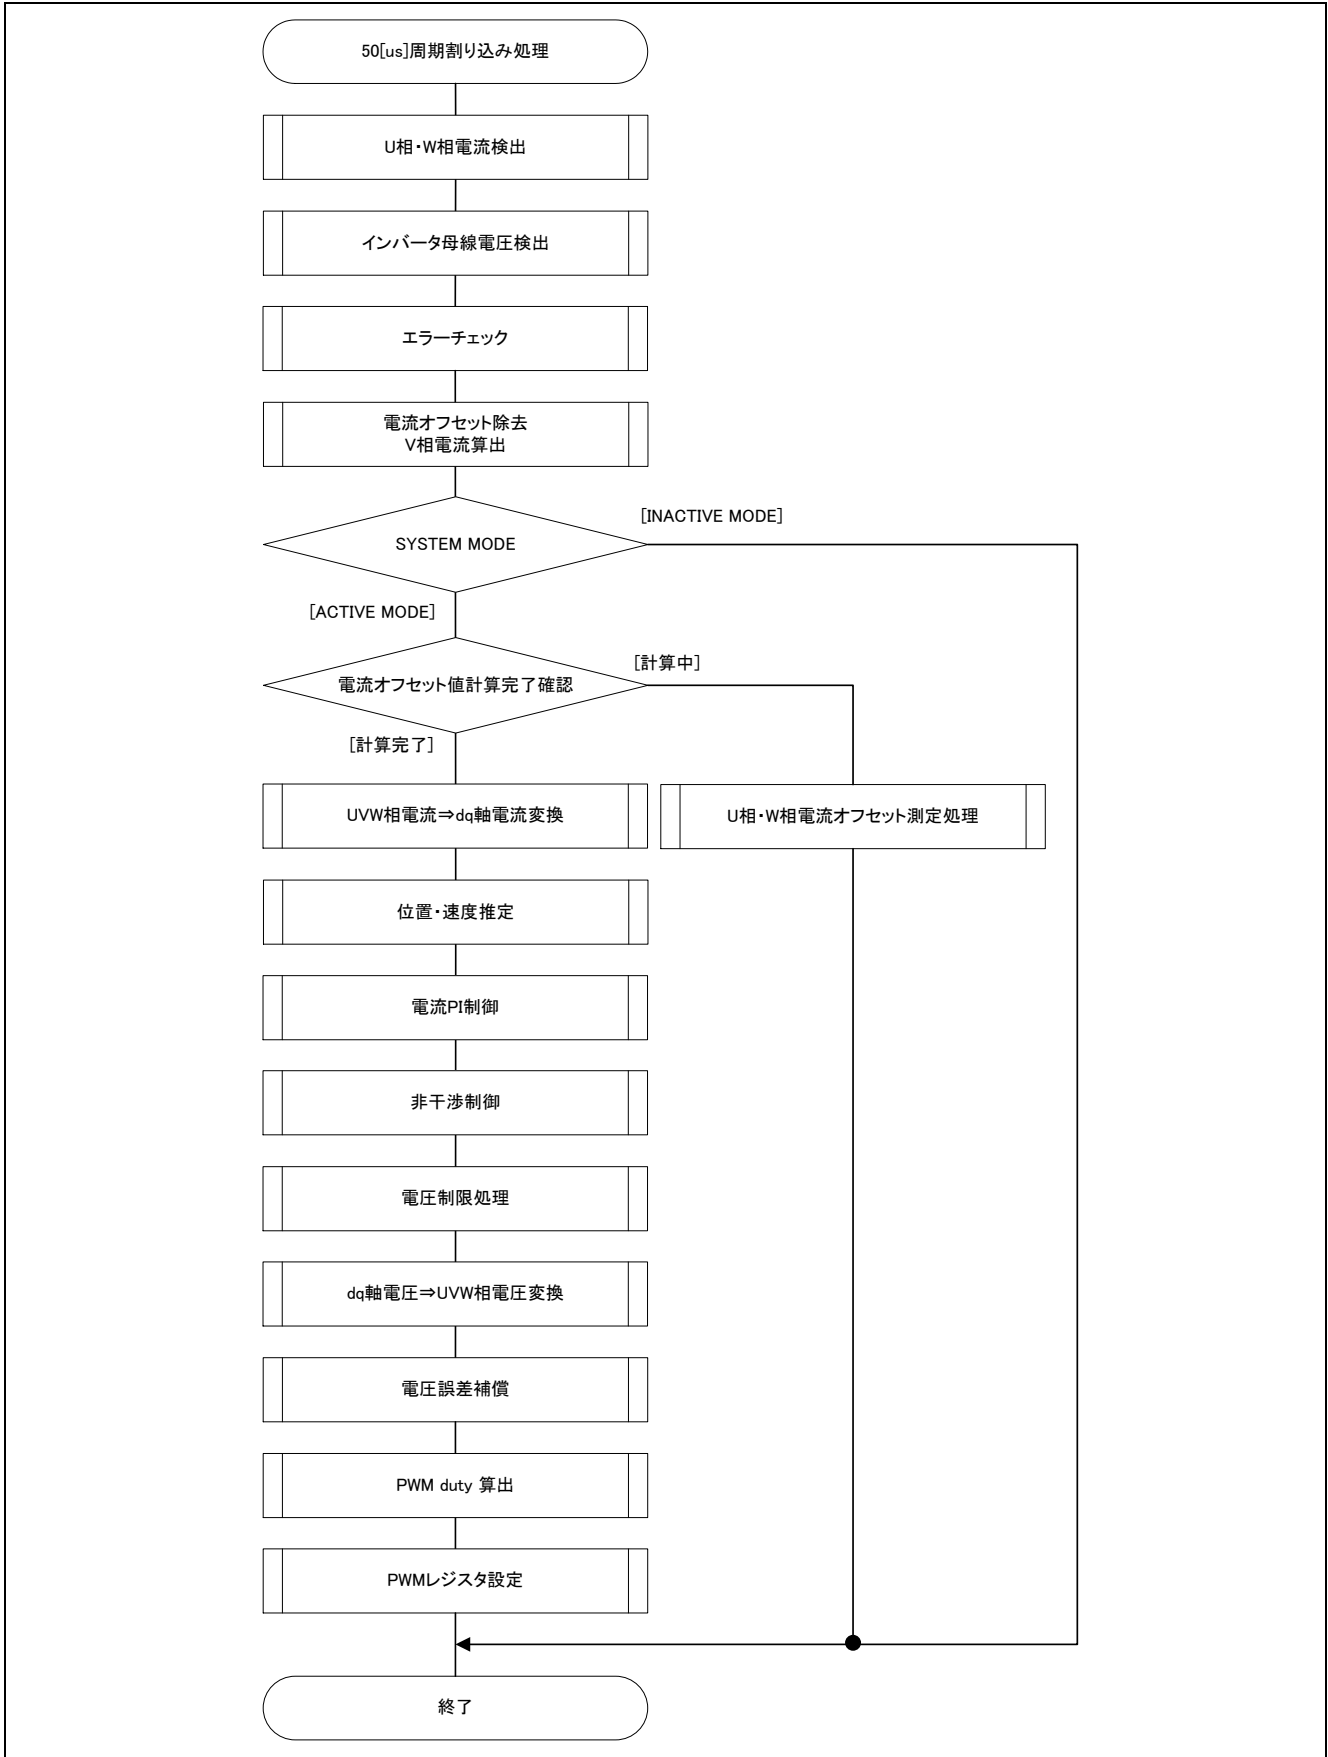 50[us]周期割り込み処理
U相・W相電流検出
インバータ母線電圧検出
エラーチェック
電流オフセット除去
V相電流算出
[INACTIVE MODE]
SYSTEM MODE
[ACTIVE MODE]
[計算中]
電流オフセット値計算完了確認
[計算完了]
UVW相電流⇒dq軸電流変換
U相・W相電流オフセット測定処理
位置・速度推定
電流PI制御
非干渉制御
電圧制限処理
dq軸電圧⇒UVW相電圧変換
電圧誤差補償
PWM duty 算出
PWMレジスタ設定
終了